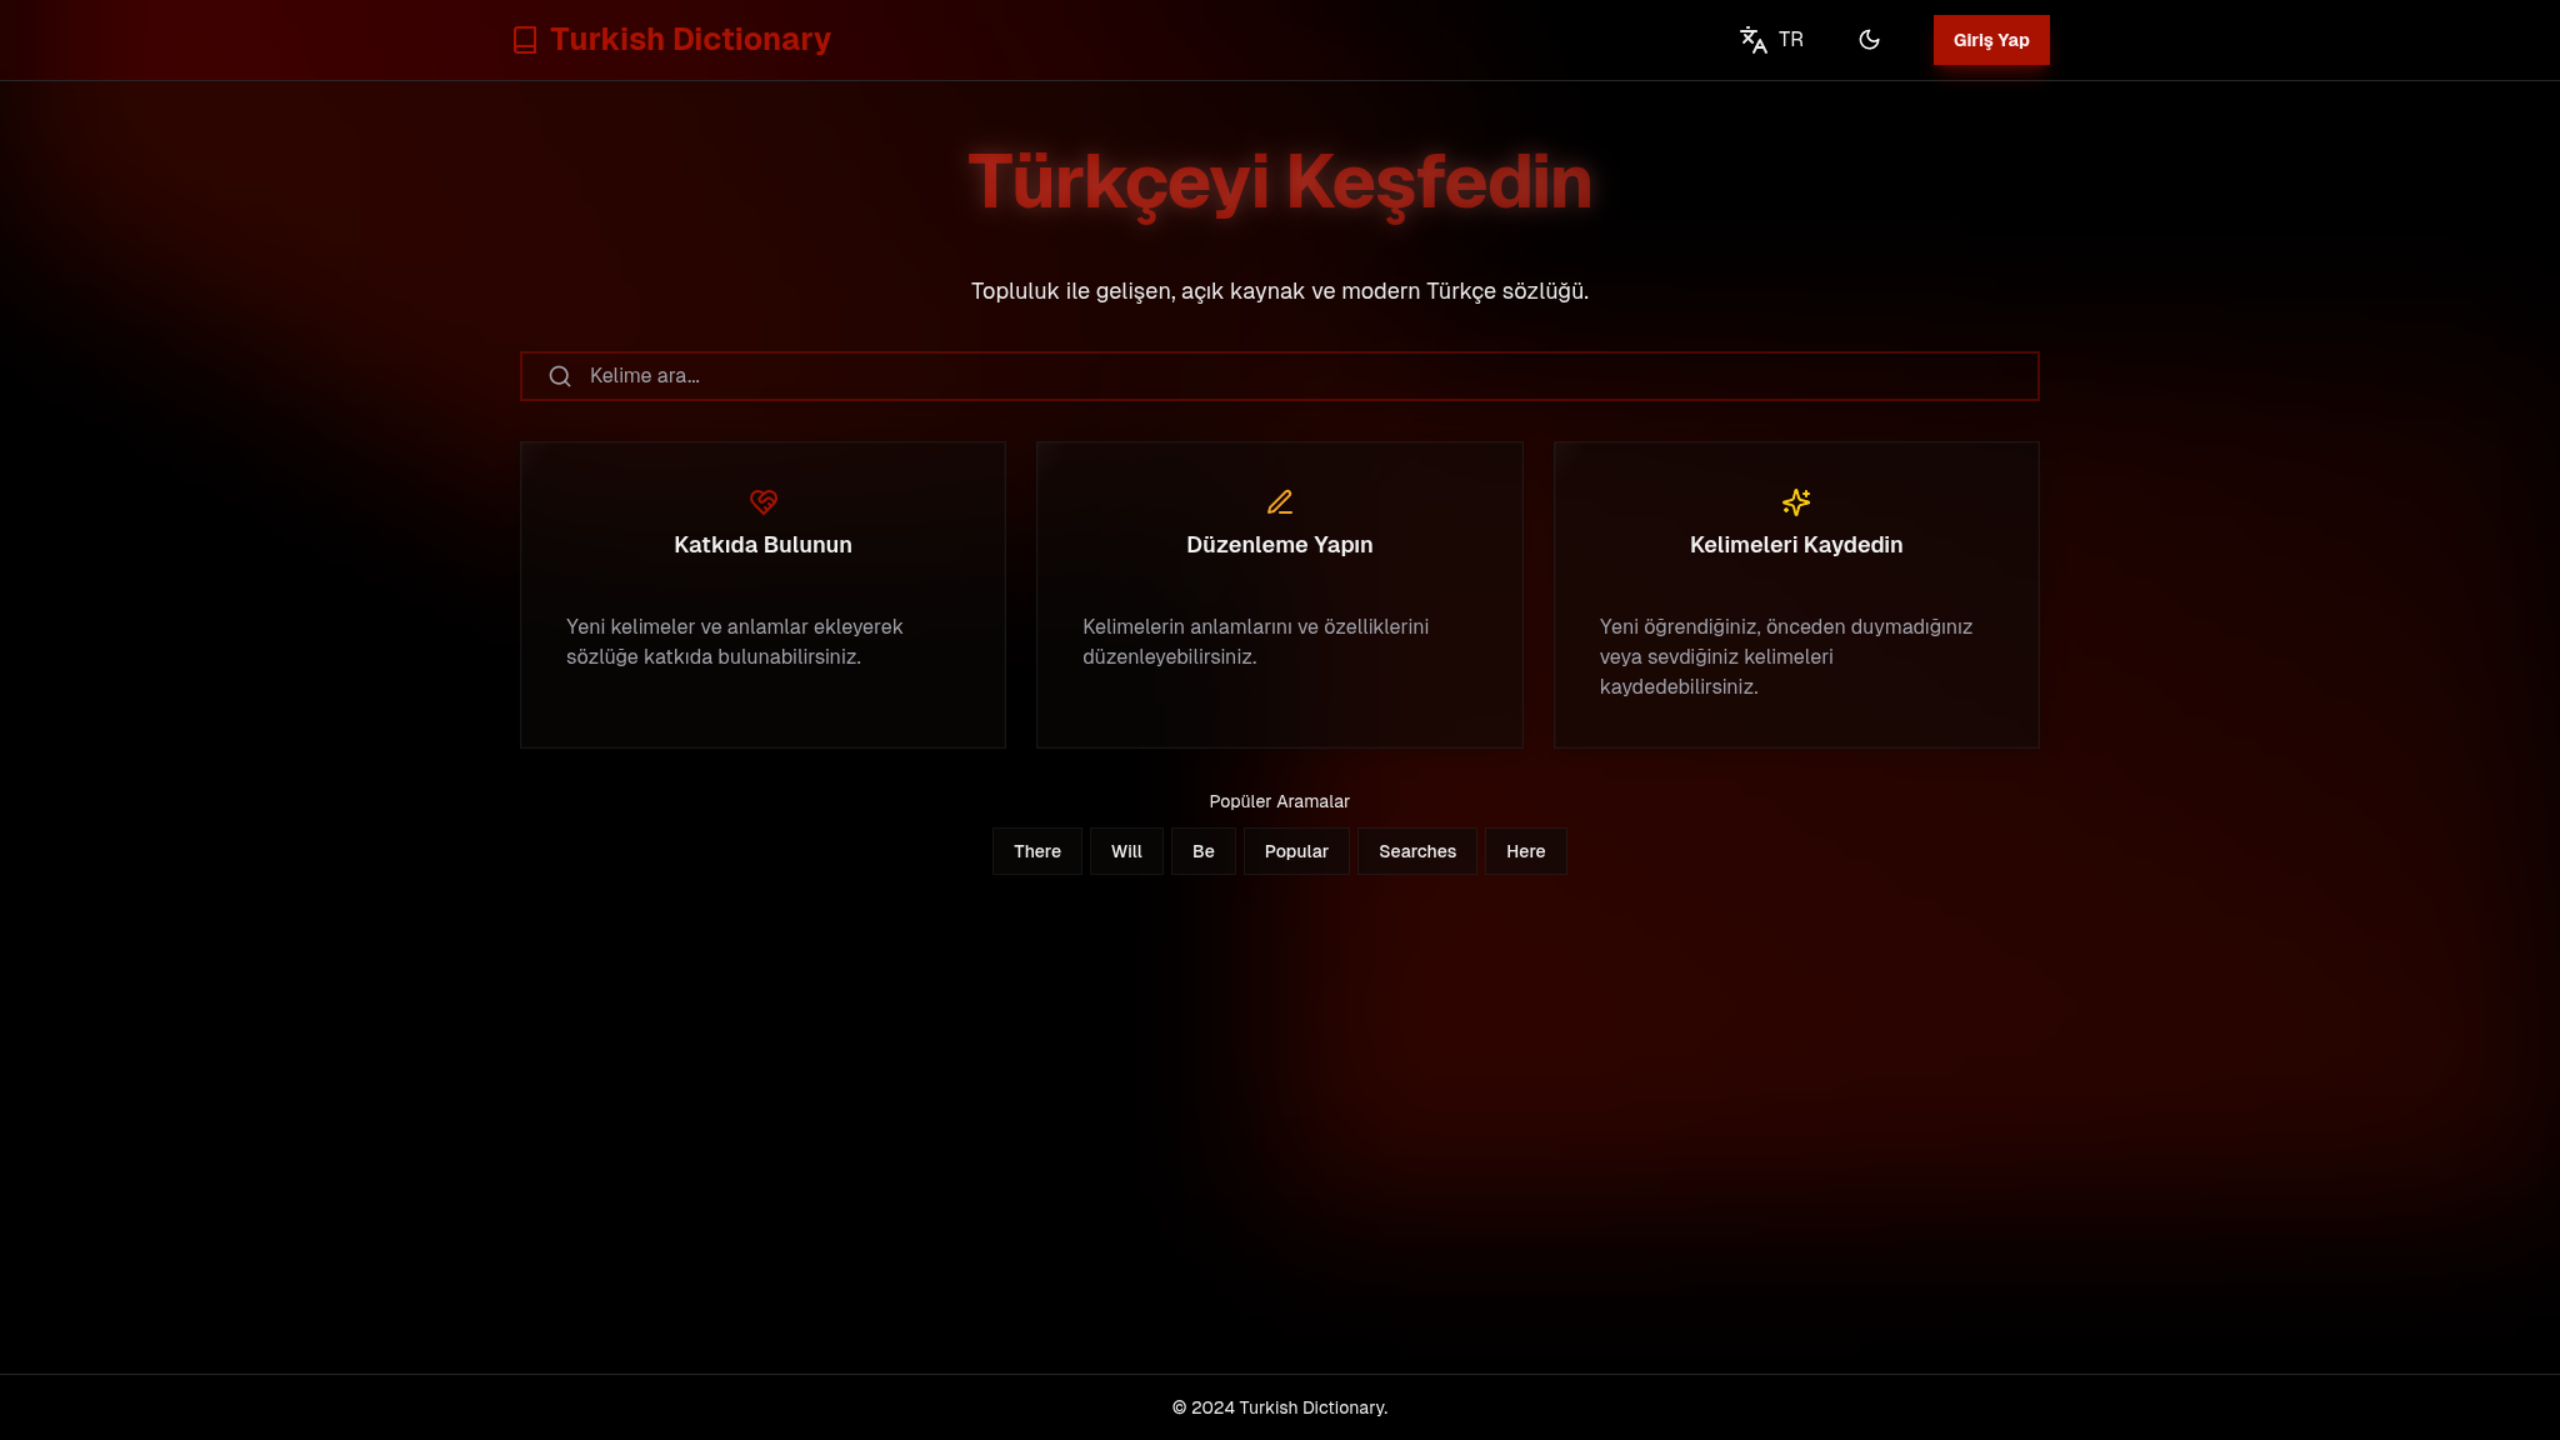 Turkish Dictionary
TR
Giriş Yap
Türkçeyi Keşfedin
Topluluk ile gelişen, açık kaynak ve modern Türkçe sözlüğü.
Kelime ara...
Katkıda Bulunun
Yeni kelimeler ve anlamlar ekleyerek
sözlüğe katkıda bulunabilirsiniz.
Düzenleme Yapın
Kelimelerin anlamlarını ve özelliklerini
düzenleyebilirsiniz.
Kelimeleri Kaydedin
Yeni öğrendiğiniz, önceden duymadığınız
veya sevdiğiniz kelimeleri
kaydedebilirsiniz.
Popüler Aramalar
There Will Be Popular Searches Here
© 2024 Turkish Dictionary.